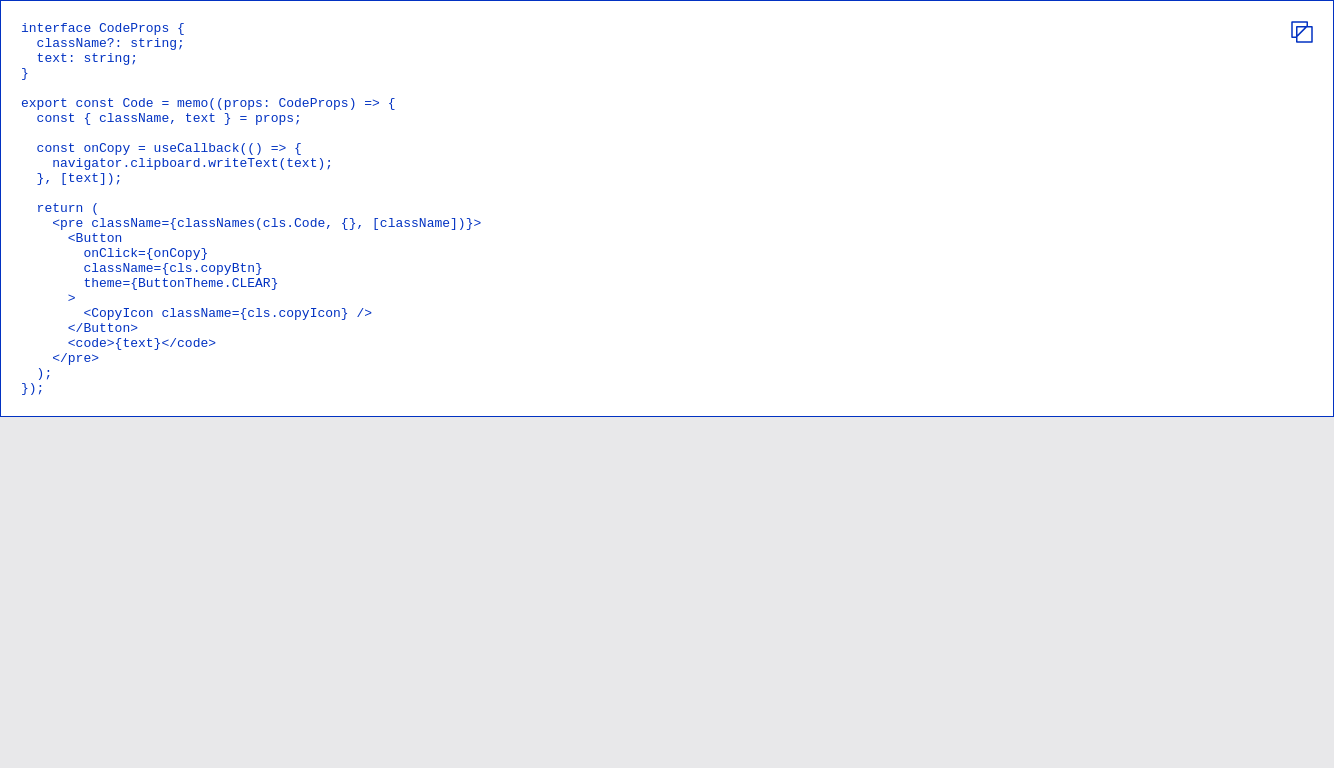 interface CodeProps {
  className?: string;
  text: string;
}

export const Code = memo((props: CodeProps) => {
  const { className, text } = props;

  const onCopy = useCallback(() => {
    navigator.clipboard.writeText(text);
  }, [text]);

  return (
    <pre className={classNames(cls.Code, {}, [className])}>
      <Button
        onClick={onCopy}
        className={cls.copyBtn}
        theme={ButtonTheme.CLEAR}
      >
        <CopyIcon className={cls.copyIcon} />
      </Button>
      <code>{text}</code>
    </pre>
  );
});